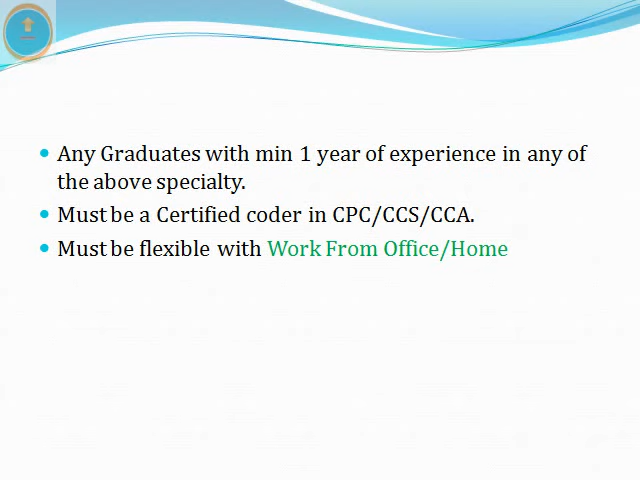 Any Graduates with min 1 year of experience in any of
the above specialty.
Must be a Certified coder in CPC/CCS/CCA.
Must be flexible with Work From Office/Home